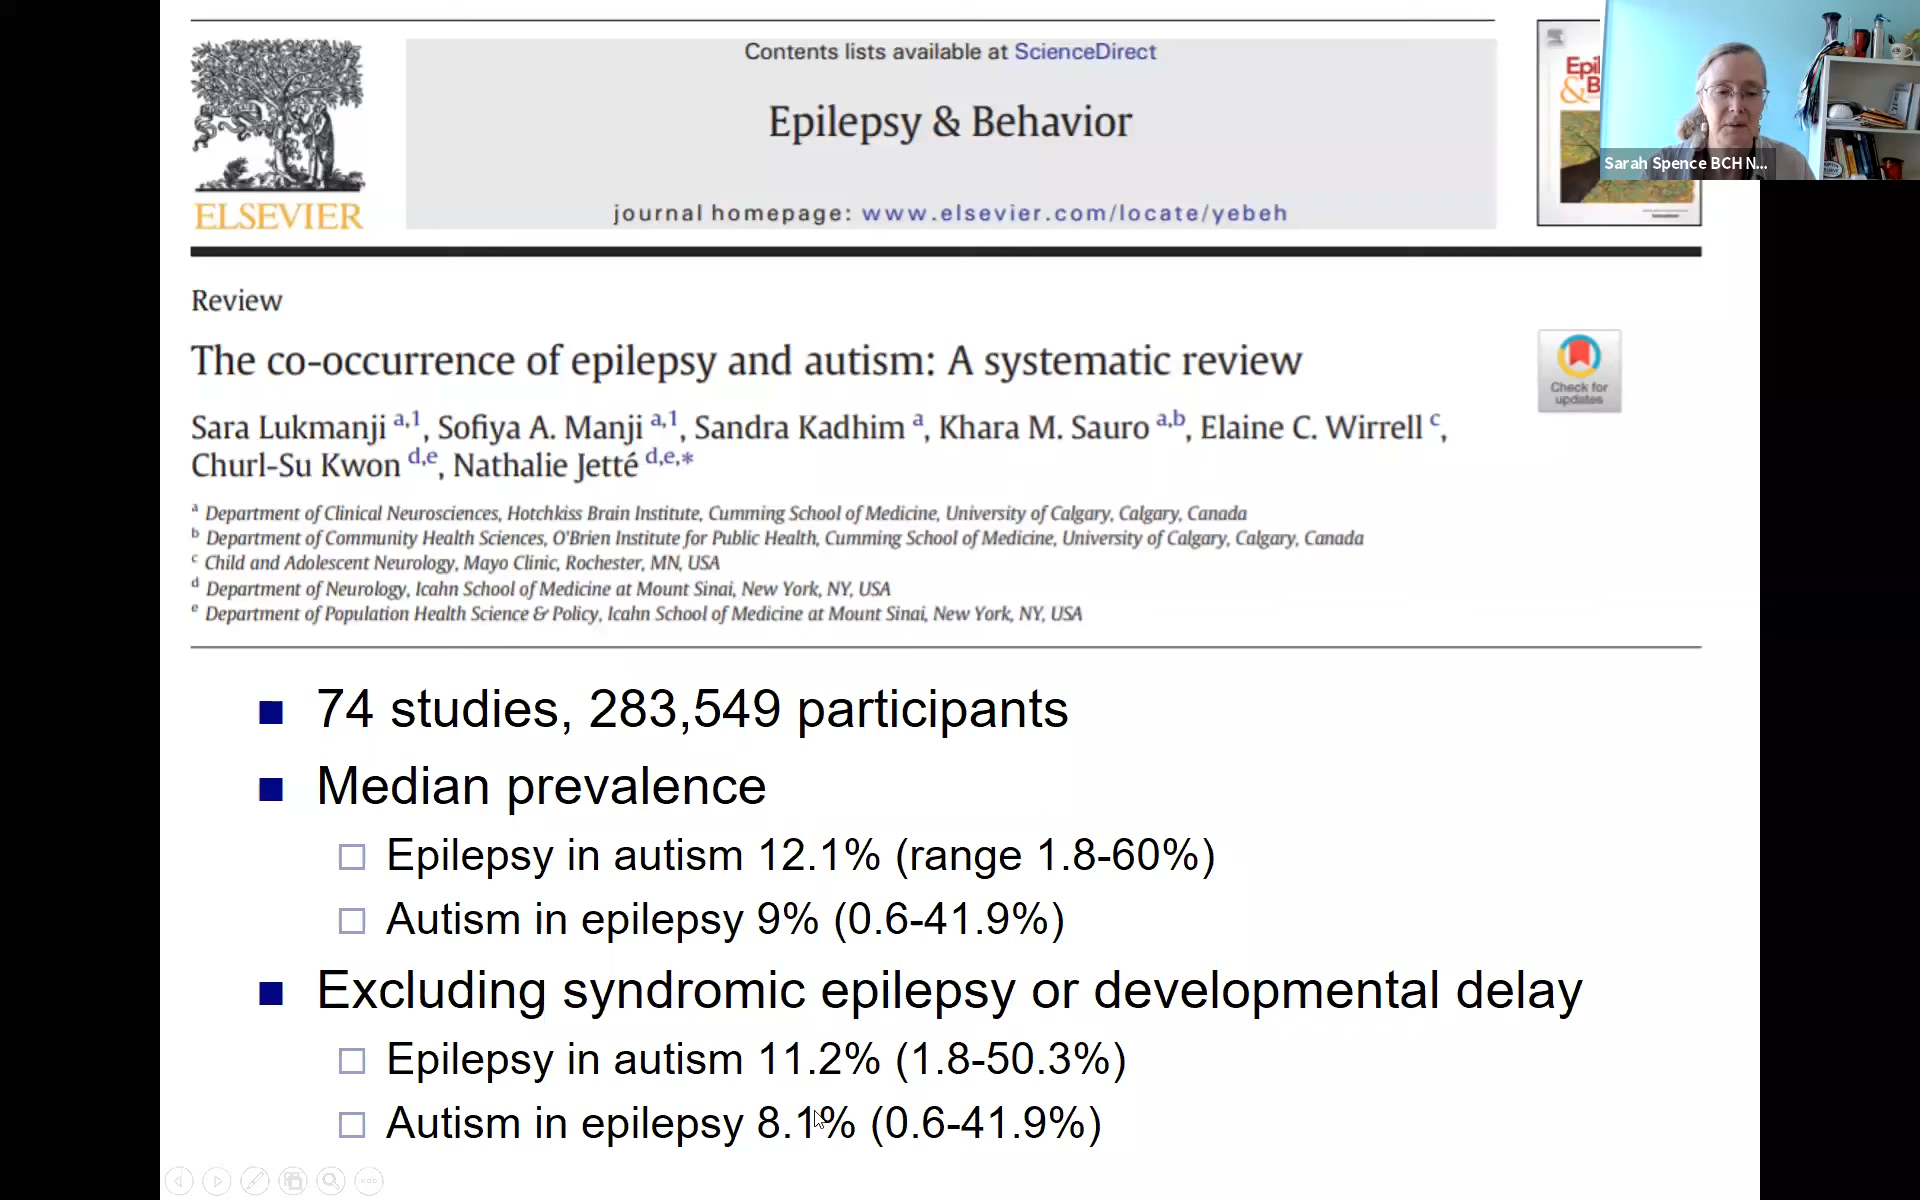 Contents lists available at ScienceDirect
Epilepsy & Behavior
journal homepage: www.elsevier.com/locate/yebeh
ELSEVIER
Sarah Spence BCH N...
Review
The co-occurrence of epilepsy and autism: A systematic review
Check for
updates
Sara Lukmanji a,1, Sofiya A. Manji a,1, Sandra Kadhim a, Khara M. Sauro a,b, Elaine C. Wirrell c,
Churl-Su Kwon d,e, Nathalie Jetté d,e,*
a Department of Clinical Neurosciences, Hotchkiss Brain Institute, Cumming School of Medicine, University of Calgary, Calgary, Canada
b Department of Community Health Sciences, O'Brien Institute for Public Health, Cumming School of Medicine, University of Calgary, Calgary, Canada
c Child and Adolescent Neurology, Mayo Clinic, Rochester, MN, USA
d Department of Neurology, Icahn School of Medicine at Mount Sinai, New York, NY, USA
e Department of Population Health Science & Policy, Icahn School of Medicine at Mount Sinai, New York, NY, USA
74 studies, 283,549 participants
Median prevalence
Epilepsy in autism 12.1% (range 1.8-60%)
Autism in epilepsy 9% (0.6-41.9%)
Excluding syndromic epilepsy or developmental delay
Epilepsy in autism 11.2% (1.8-50.3%)
Autism in epilepsy 8.1% (0.6-41.9%)